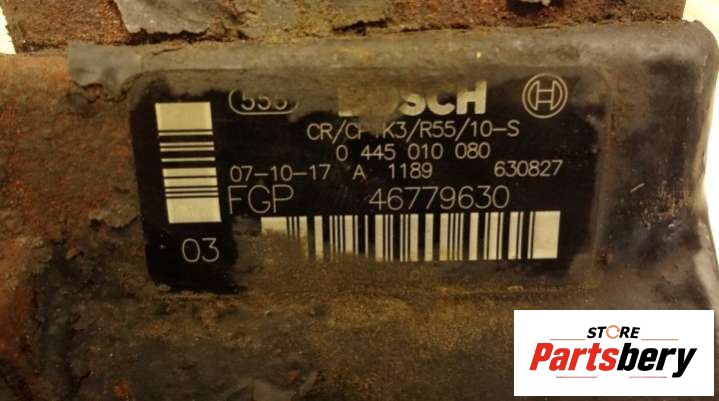 BOSCH
CR/CP1K3/R55/10-S
0 445 010 080
07-10-17 A 1189 630827
FGP 46779630
03
STORE
Partsbery